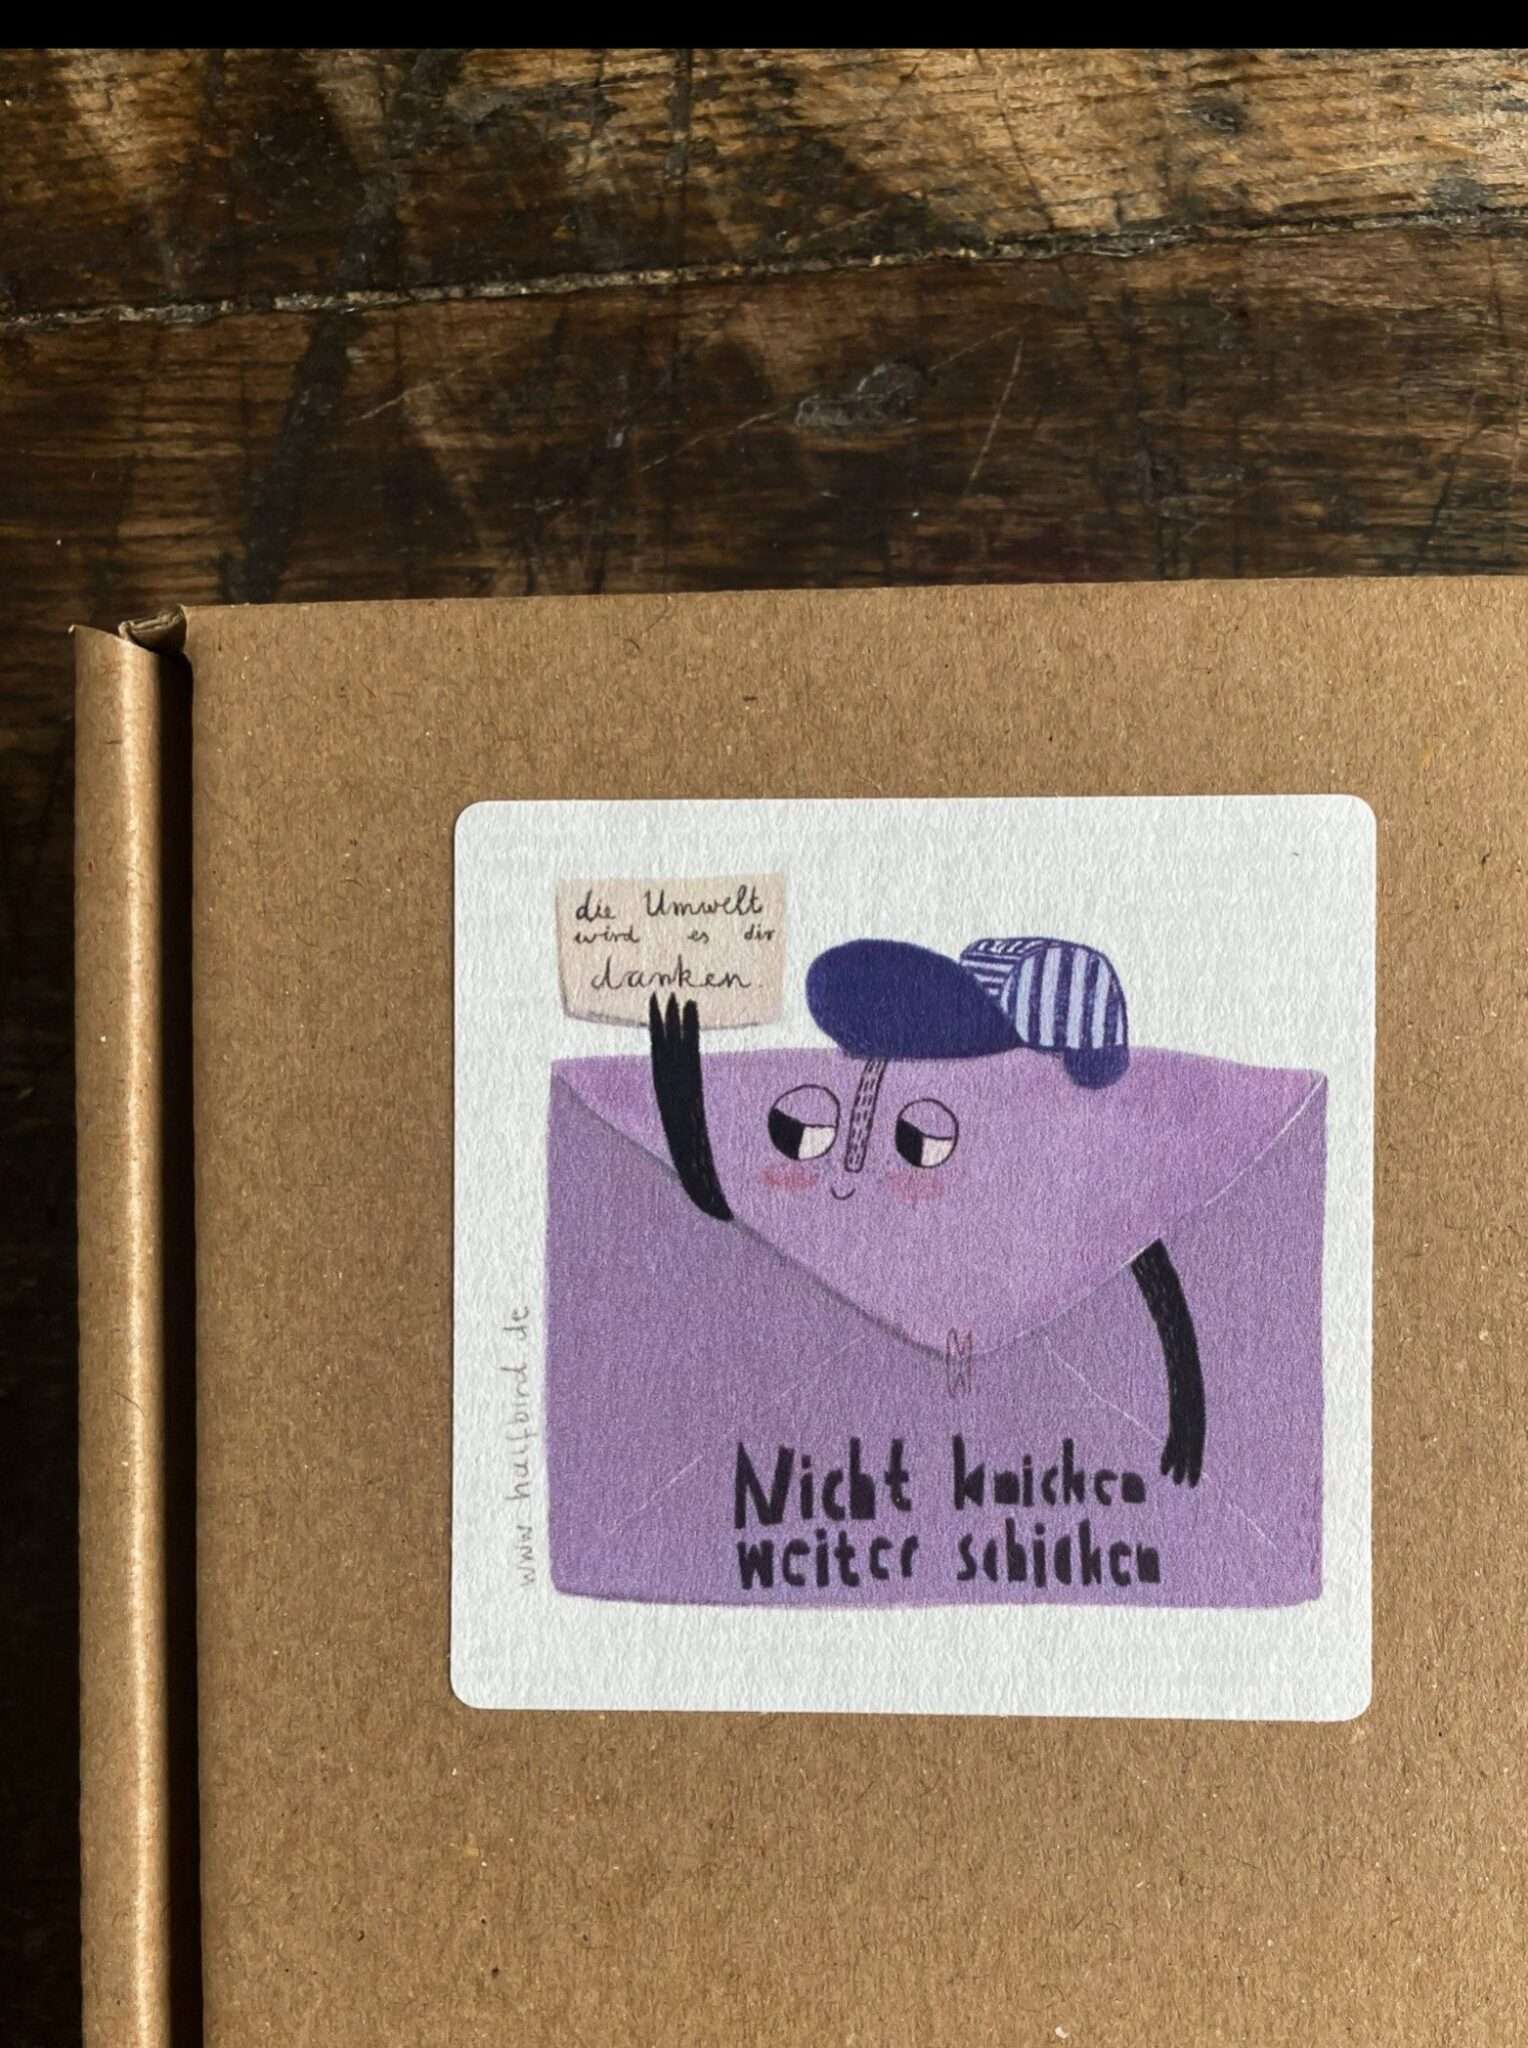 die Umwelt
wird es dir
danken.
Nicht knicken
weiter schicken
www.halfbird.de